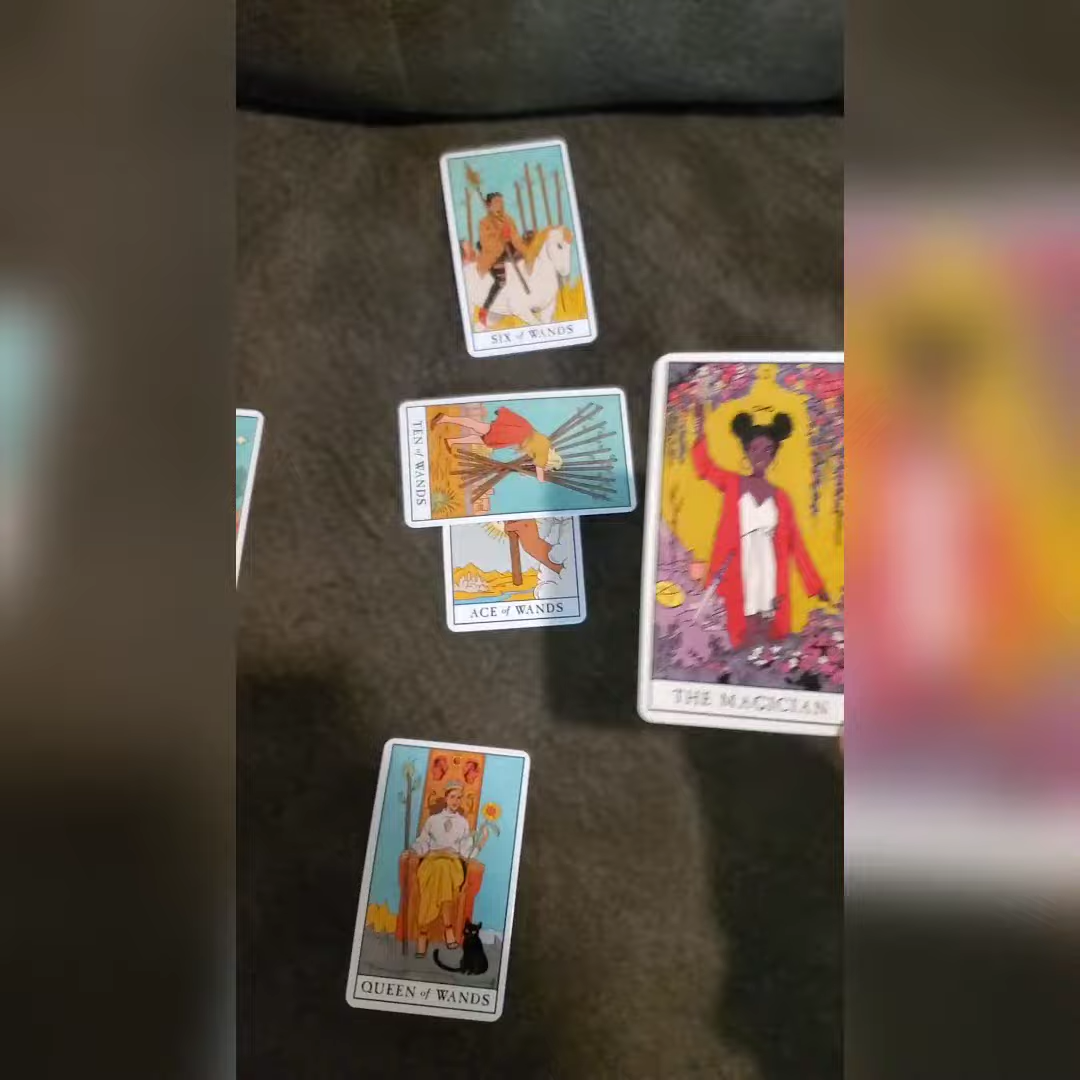 SIX of WANDS
TEN of WANDS
ACE of WANDS
THE MAGICIAN
QUEEN of WANDS